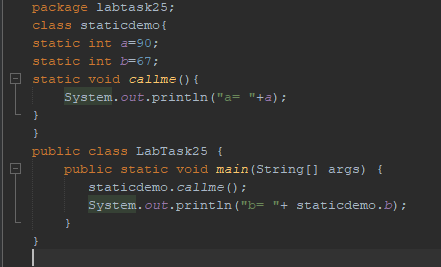 package labtask25;
class staticdemo{
static int a=90;
static int b=67;
static void callme(){
System.out.println("a= "+a);
}
}
public class LabTask25 {
public static void main(String[] args) {
staticdemo.callme();
System.out.println("b= "+ staticdemo.b);
}
}